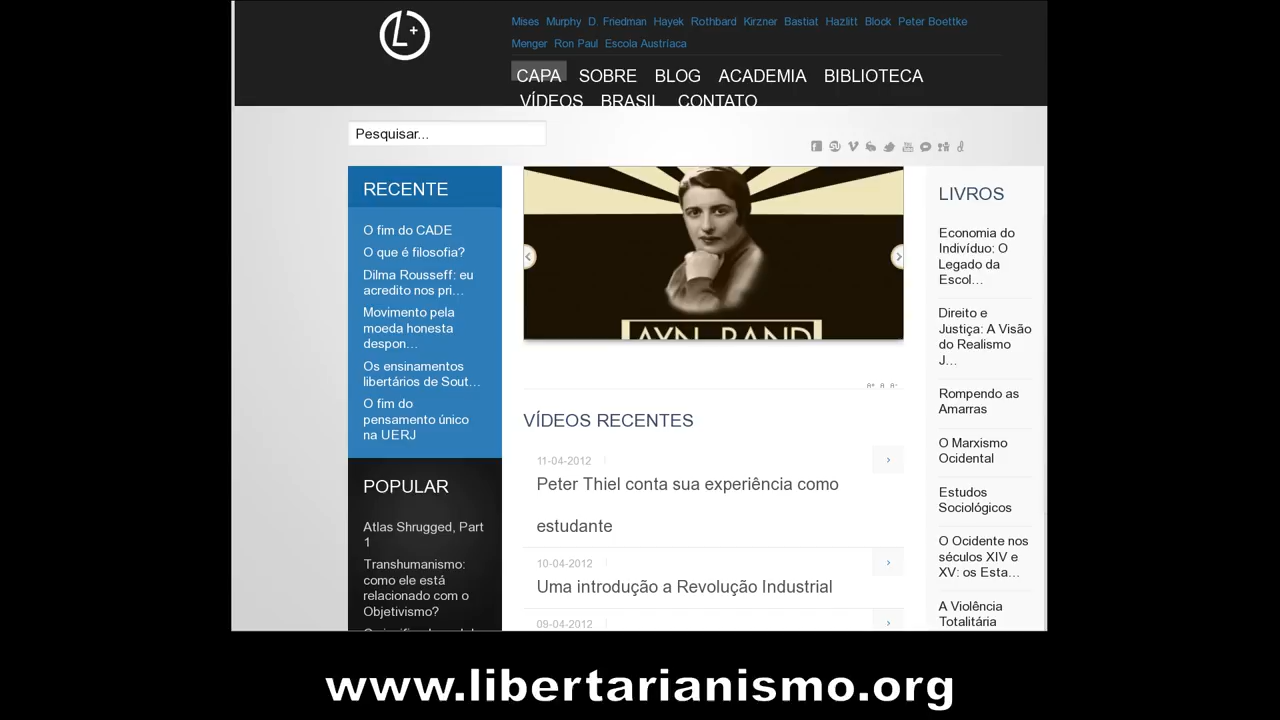 L+
Mises Murphy D. Friedman Hayek Rothbard Kirzner Bastiat Hazlitt Block Peter Boettke
Menger Ron Paul Escola Austríaca
CAPA SOBRE BLOG ACADEMIA BIBLIOTECA
VÍDEOS BRASIL CONTATO
Pesquisar...
RECENTE
O fim do CADE
O que é filosofia?
Dilma Rousseff: eu
acredito nos pri...
Movimento pela
moeda honesta
despon...
Os ensinamentos
libertários de Sout...
O fim do
pensamento único
na UERJ
POPULAR
Atlas Shrugged, Part
1
Transhumanismo:
como ele está
relacionado com o
Objetivismo?
AYN RAND
A+ A A-
VÍDEOS RECENTES
11-04-2012
Peter Thiel conta sua experiência como
estudante
10-04-2012
Uma introdução a Revolução Industrial
09-04-2012
LIVROS
Economia do
Indivíduo: O
Legado da
Escol...
Direito e
Justiça: A Visão
do Realismo
J...
Rompendo as
Amarras
O Marxismo
Ocidental
Estudos
Sociológicos
O Ocidente nos
séculos XIV e
XV: os Esta...
A Violência
Totalitária
www.libertarianismo.org